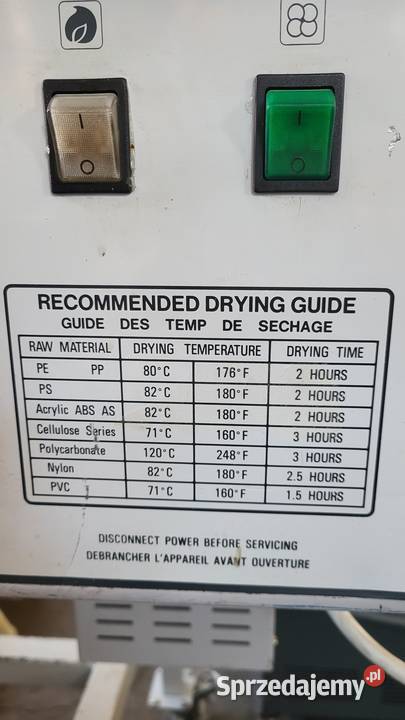 I
O
I
O
RECOMMENDED DRYING GUIDE
GUIDE DES TEMP DE SECHAGE
RAW MATERIAL DRYING TEMPERATURE DRYING TIME
PE PP 80°C 176°F 2 HOURS
PS 82°C 180°F 2 HOURS
Acrylic ABS AS 82°C 180°F 2 HOURS
Cellulose Series 71°C 160°F 3 HOURS
Polycarbonate 120°C 248°F 3 HOURS
Nylon 82°C 180°F 2.5 HOURS
PVC 71°C 160°F 1.5 HOURS
DISCONNECT POWER BEFORE SERVICING
DEBRANCHER L'APPAREIL AVANT OUVERTURE
Sprzedajemy.pl